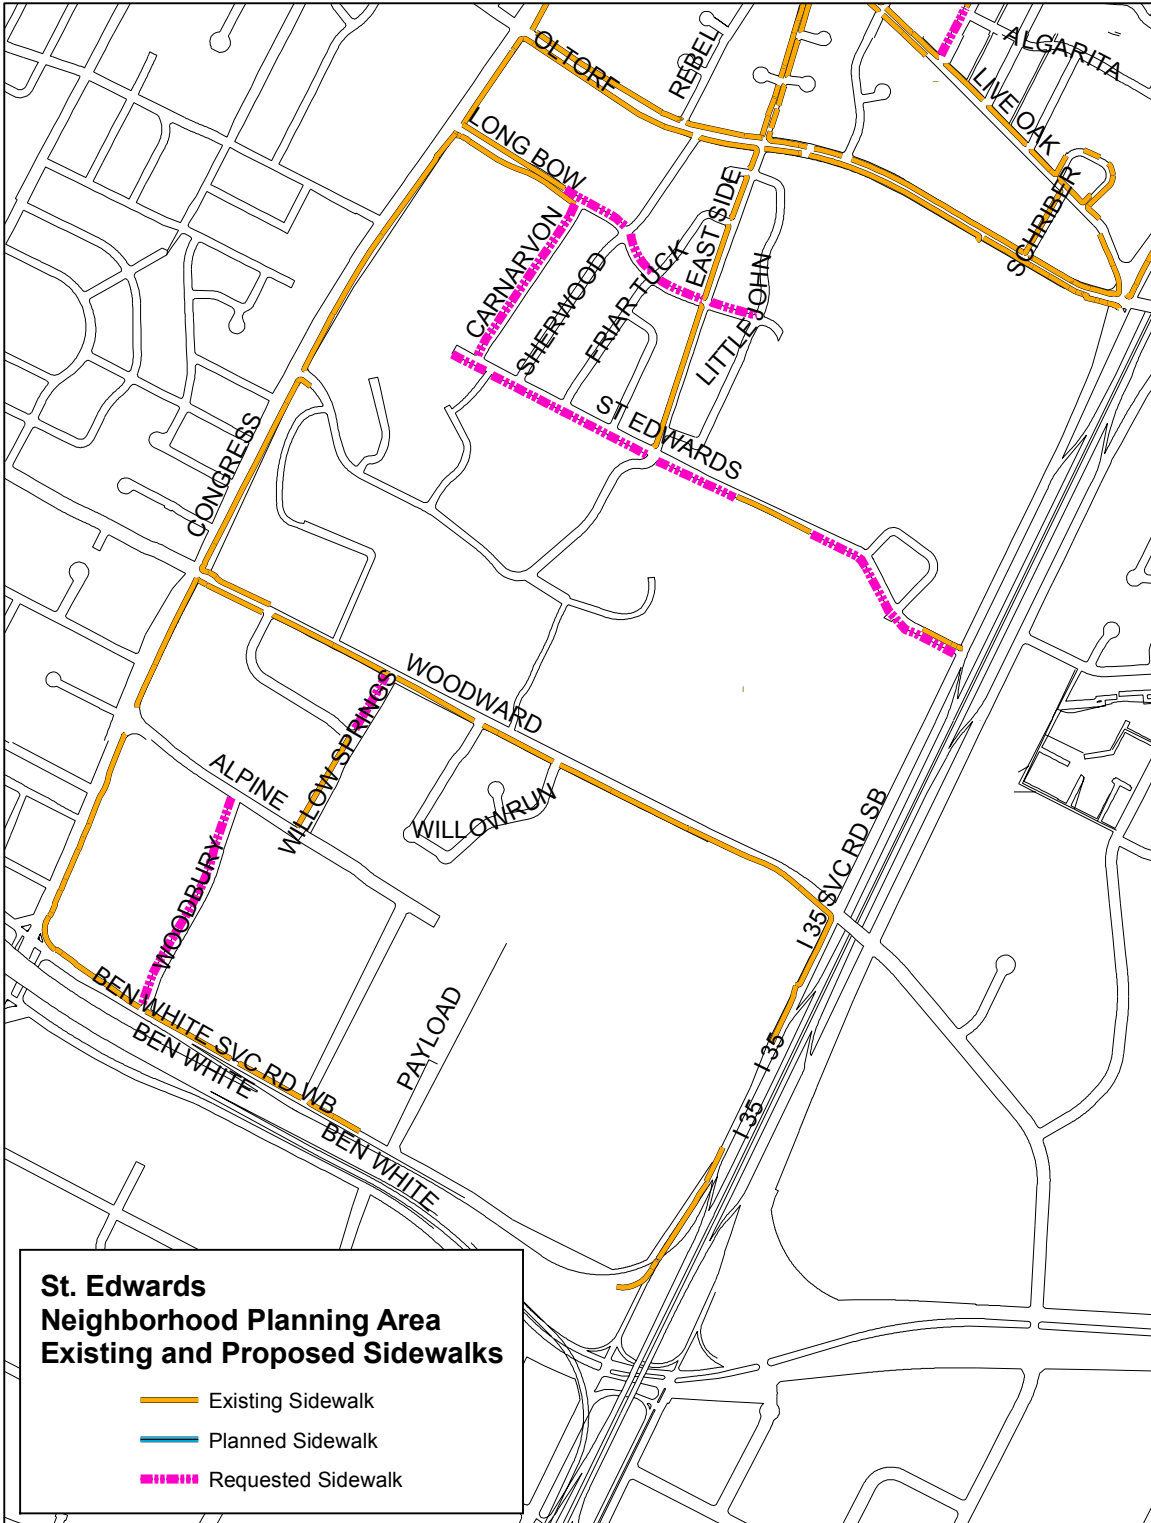 ALGARITA
REBEL
OLTORF
LIVE OAK
LONG BOW
SCHRIBER
EAST SIDE
CARNARVON
SHERWOOD
FRIAR TUCK
LITTLE JOHN
ST EDWARDS
CONGRESS
WOODWARD
WILLOW SPRINGS
ALPINE
WILLOWRUN
WOODBURY
I 35 SVC RD SB
BEN WHITE SVC RD WB
BEN WHITE
PAYLOAD
I 35
I 35
BEN WHITE
St. Edwards
Neighborhood Planning Area
Existing and Proposed Sidewalks
Existing Sidewalk
Planned Sidewalk
Requested Sidewalk